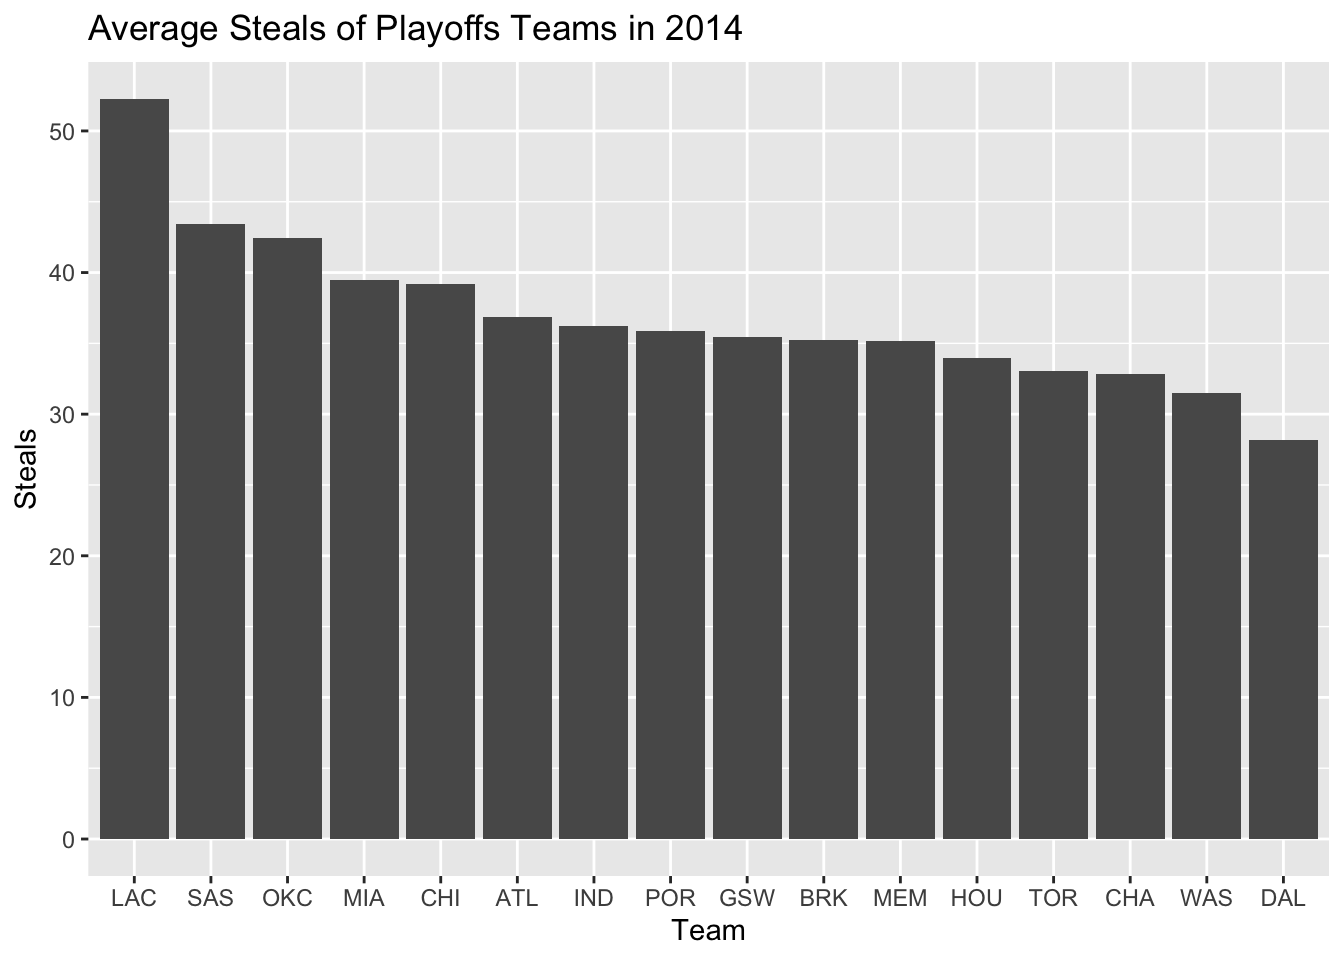 Average Steals of Playoffs Teams in 2014
Steals
50
40
30
20
10
0
LAC SAS OKC MIA CHI ATL IND POR GSW BRK MEM HOU TOR CHA WAS DAL
Team